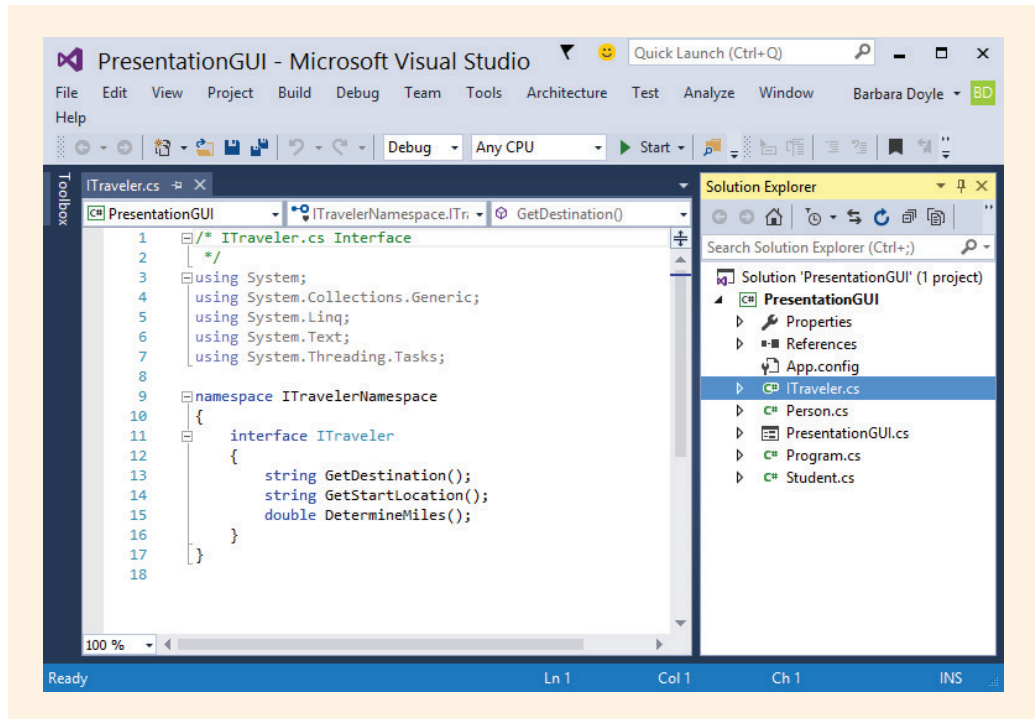 PresentationGUI - Microsoft Visual Studio
Quick Launch (Ctrl+Q)
File Edit View Project Build Debug Team Tools Architecture Test Analyze Window Barbara Doyle BD
Help
Debug Any CPU Start
Toolbox
ITraveler.cs
PresentationGUI ITravelerNamespace.ITr GetDestination()
1 /* ITraveler.cs Interface
2 */
3 using System;
4 using System.Collections.Generic;
5 using System.Linq;
6 using System.Text;
7 using System.Threading.Tasks;
8
9 namespace ITravelerNamespace
10 {
11 interface ITraveler
12 {
13 string GetDestination();
14 string GetStartLocation();
15 double DetermineMiles();
16 }
17 }
18
100 %
Solution Explorer
Search Solution Explorer (Ctrl+;)
Solution 'PresentationGUI' (1 project)
C# PresentationGUI
Properties
References
App.config
C# ITraveler.cs
C# Person.cs
PresentationGUI.cs
C# Program.cs
C# Student.cs
Ready Ln 1 Col 1 Ch 1 INS